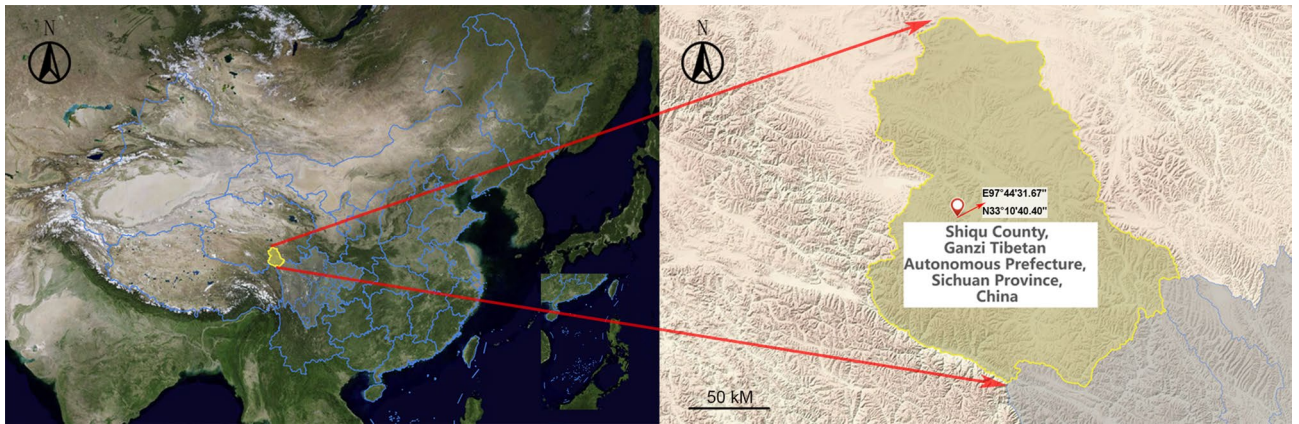 N
N
E97°44'31.67"
N33°10'40.40"
Shiqu County,
Ganzi Tibetan
Autonomous Prefecture,
Sichuan Province,
China
50 kM